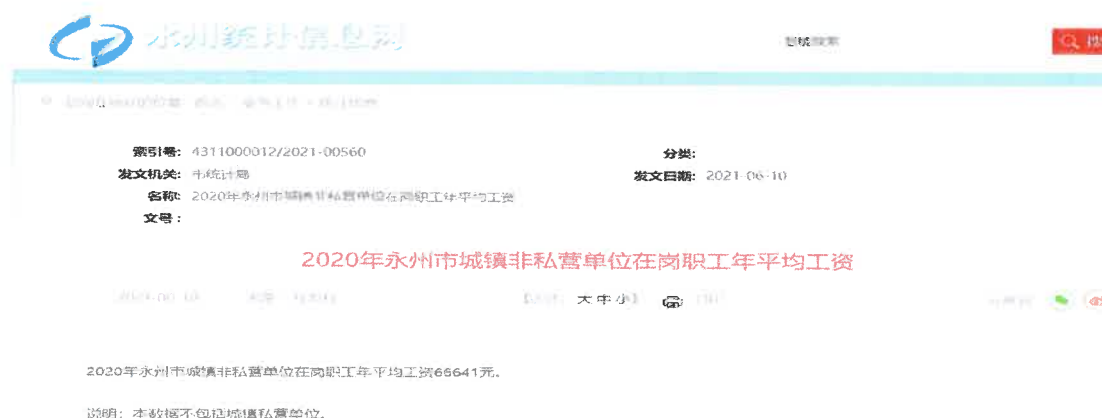 永州统计信息网
索引号: 4311000012/2021-00560 分类:
发文机关: 市统计局 发文日期: 2021-06-10
名称: 2020年永州市城镇非私营单位在岗职工年平均工资
文号:
2020年永州市城镇非私营单位在岗职工年平均工资
大 中 小】
2020年永州市城镇非私营单位在岗职工年平均工资66641元。
说明：本数据不包括城镇私营单位。